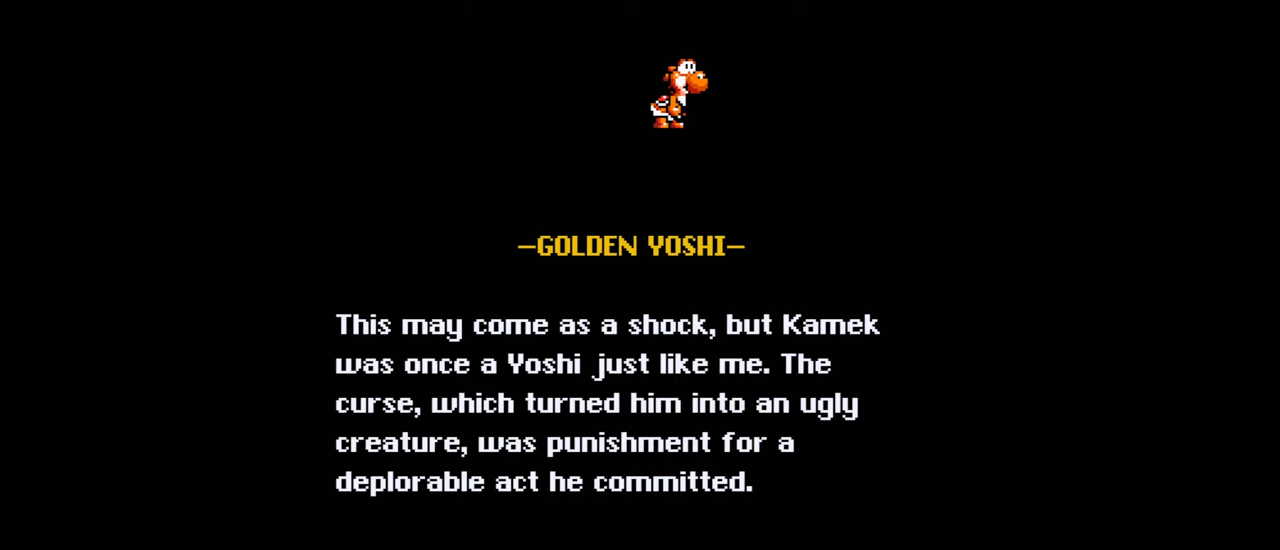 —GOLDEN YOSHI—
This may come as a shock, but Kamek
was once a Yoshi just like me. The
curse, which turned him into an ugly
creature, was punishment for a
deplorable act he committed.